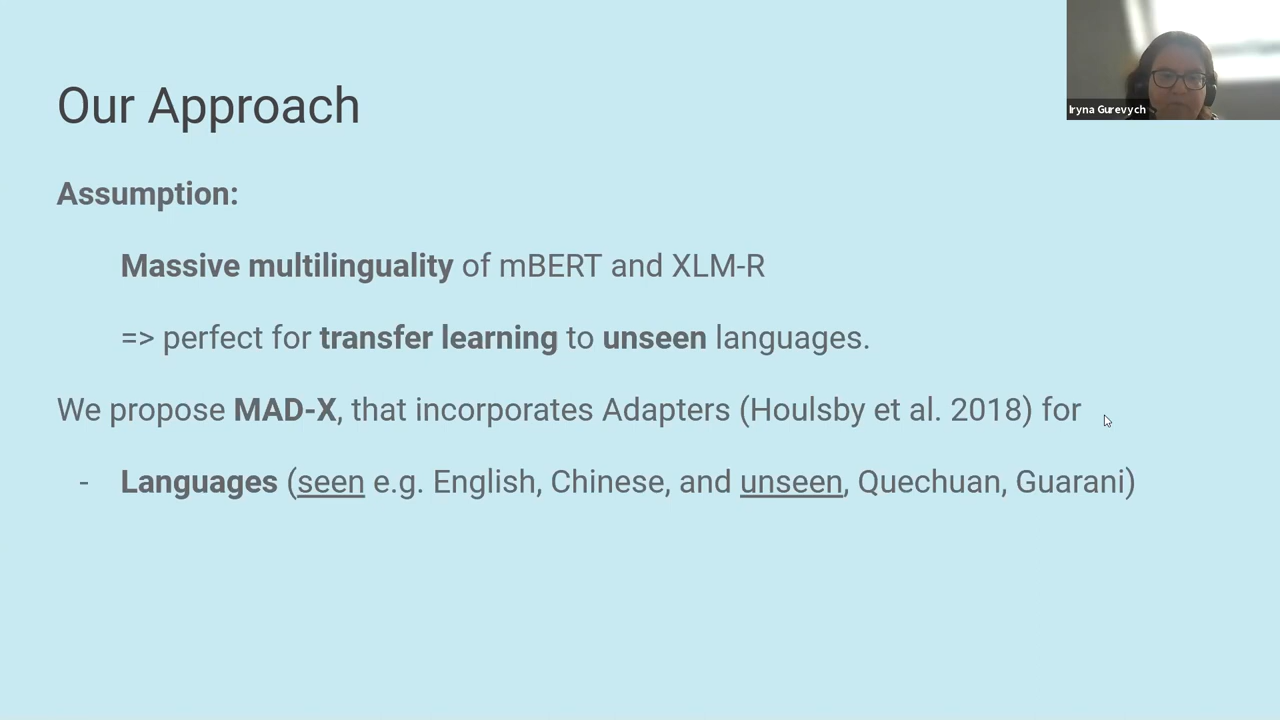 Our Approach
Iryna Gurevych
Assumption:
Massive multilinguality of mBERT and XLM-R
=> perfect for transfer learning to unseen languages.
We propose MAD-X, that incorporates Adapters (Houlsby et al. 2018) for
- Languages (seen e.g. English, Chinese, and unseen, Quechuan, Guarani)